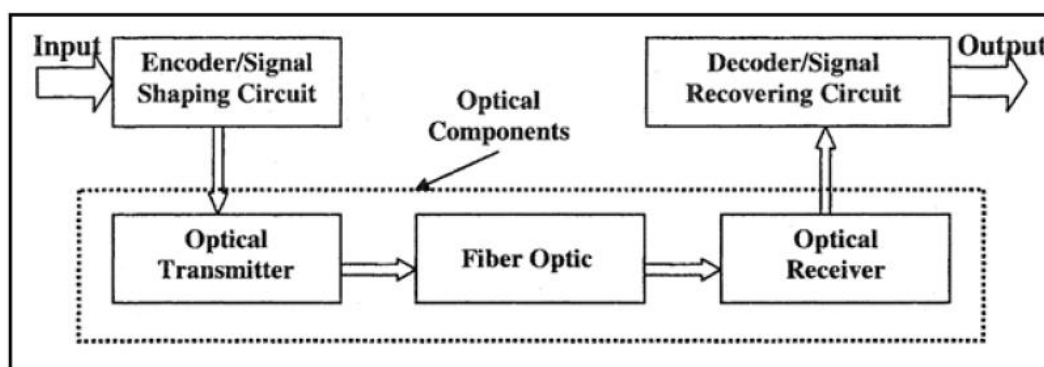 Input
Encoder/Signal
Shaping Circuit
Optical
Components
Decoder/Signal
Recovering Circuit
Output
Optical
Transmitter
Fiber Optic
Optical
Receiver